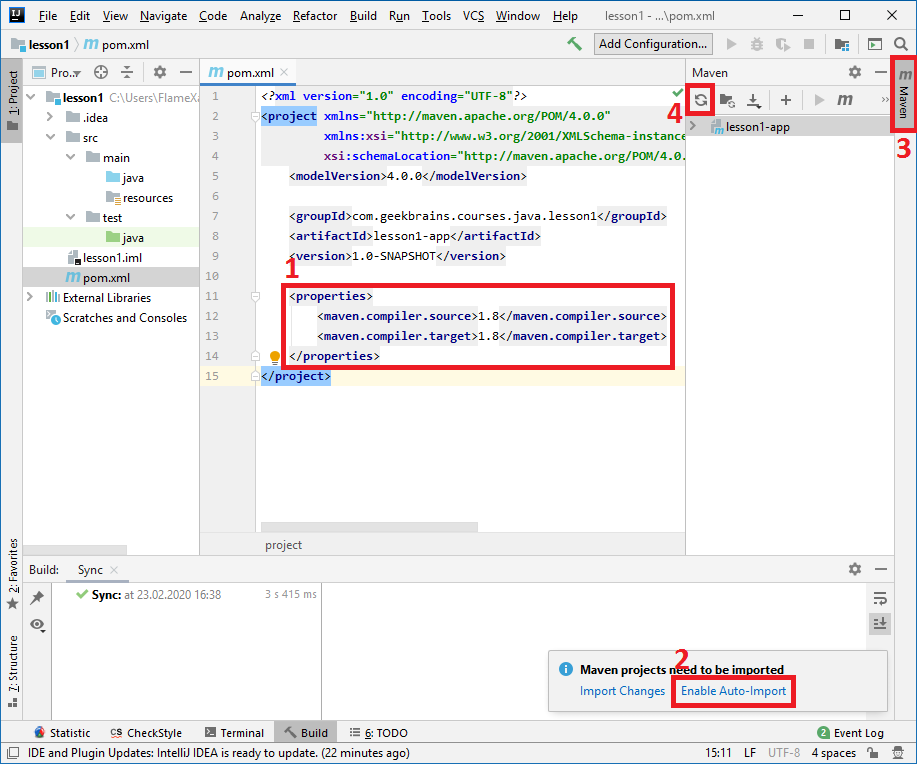 File Edit View Navigate Code Analyze Refactor Build Run Tools VCS Window Help lesson1 - ...\pom.xml
lesson1 pom.xml Add Configuration...
1: Project
Pro...
pom.xml
Maven
Maven
3
4
lesson1 C:\Users\FlameXa
.idea
src
main
java
resources
test
java
lesson1.iml
pom.xml
External Libraries
Scratches and Consoles
1 <?xml version="1.0" encoding="UTF-8"?>
2 <project xmlns="http://maven.apache.org/POM/4.0.0"
3 xmlns:xsi="http://www.w3.org/2001/XMLSchema-instance
4 xsi:schemaLocation="http://maven.apache.org/POM/4.0.
5 <modelVersion>4.0.0</modelVersion>
6
7 <groupId>com.geekbrains.courses.java.lesson1</groupId>
8 <artifactId>lesson1-app</artifactId>
9 <version>1.0-SNAPSHOT</version>
10
1
11 <properties>
12 <maven.compiler.source>1.8</maven.compiler.source>
13 <maven.compiler.target>1.8</maven.compiler.target>
14 </properties>
15 </project>
lesson1-app
project
Build: Sync
Sync: at 23.02.2020 16:38 3 s 415 ms
2: Favorites
7: Structure
2
Maven projects need to be imported
Import Changes Enable Auto-Import
Statistic CS CheckStyle Terminal Build 6: TODO 2 Event Log
IDE and Plugin Updates: IntelliJ IDEA is ready to update. (22 minutes ago) 15:11 LF UTF-8 4 spaces